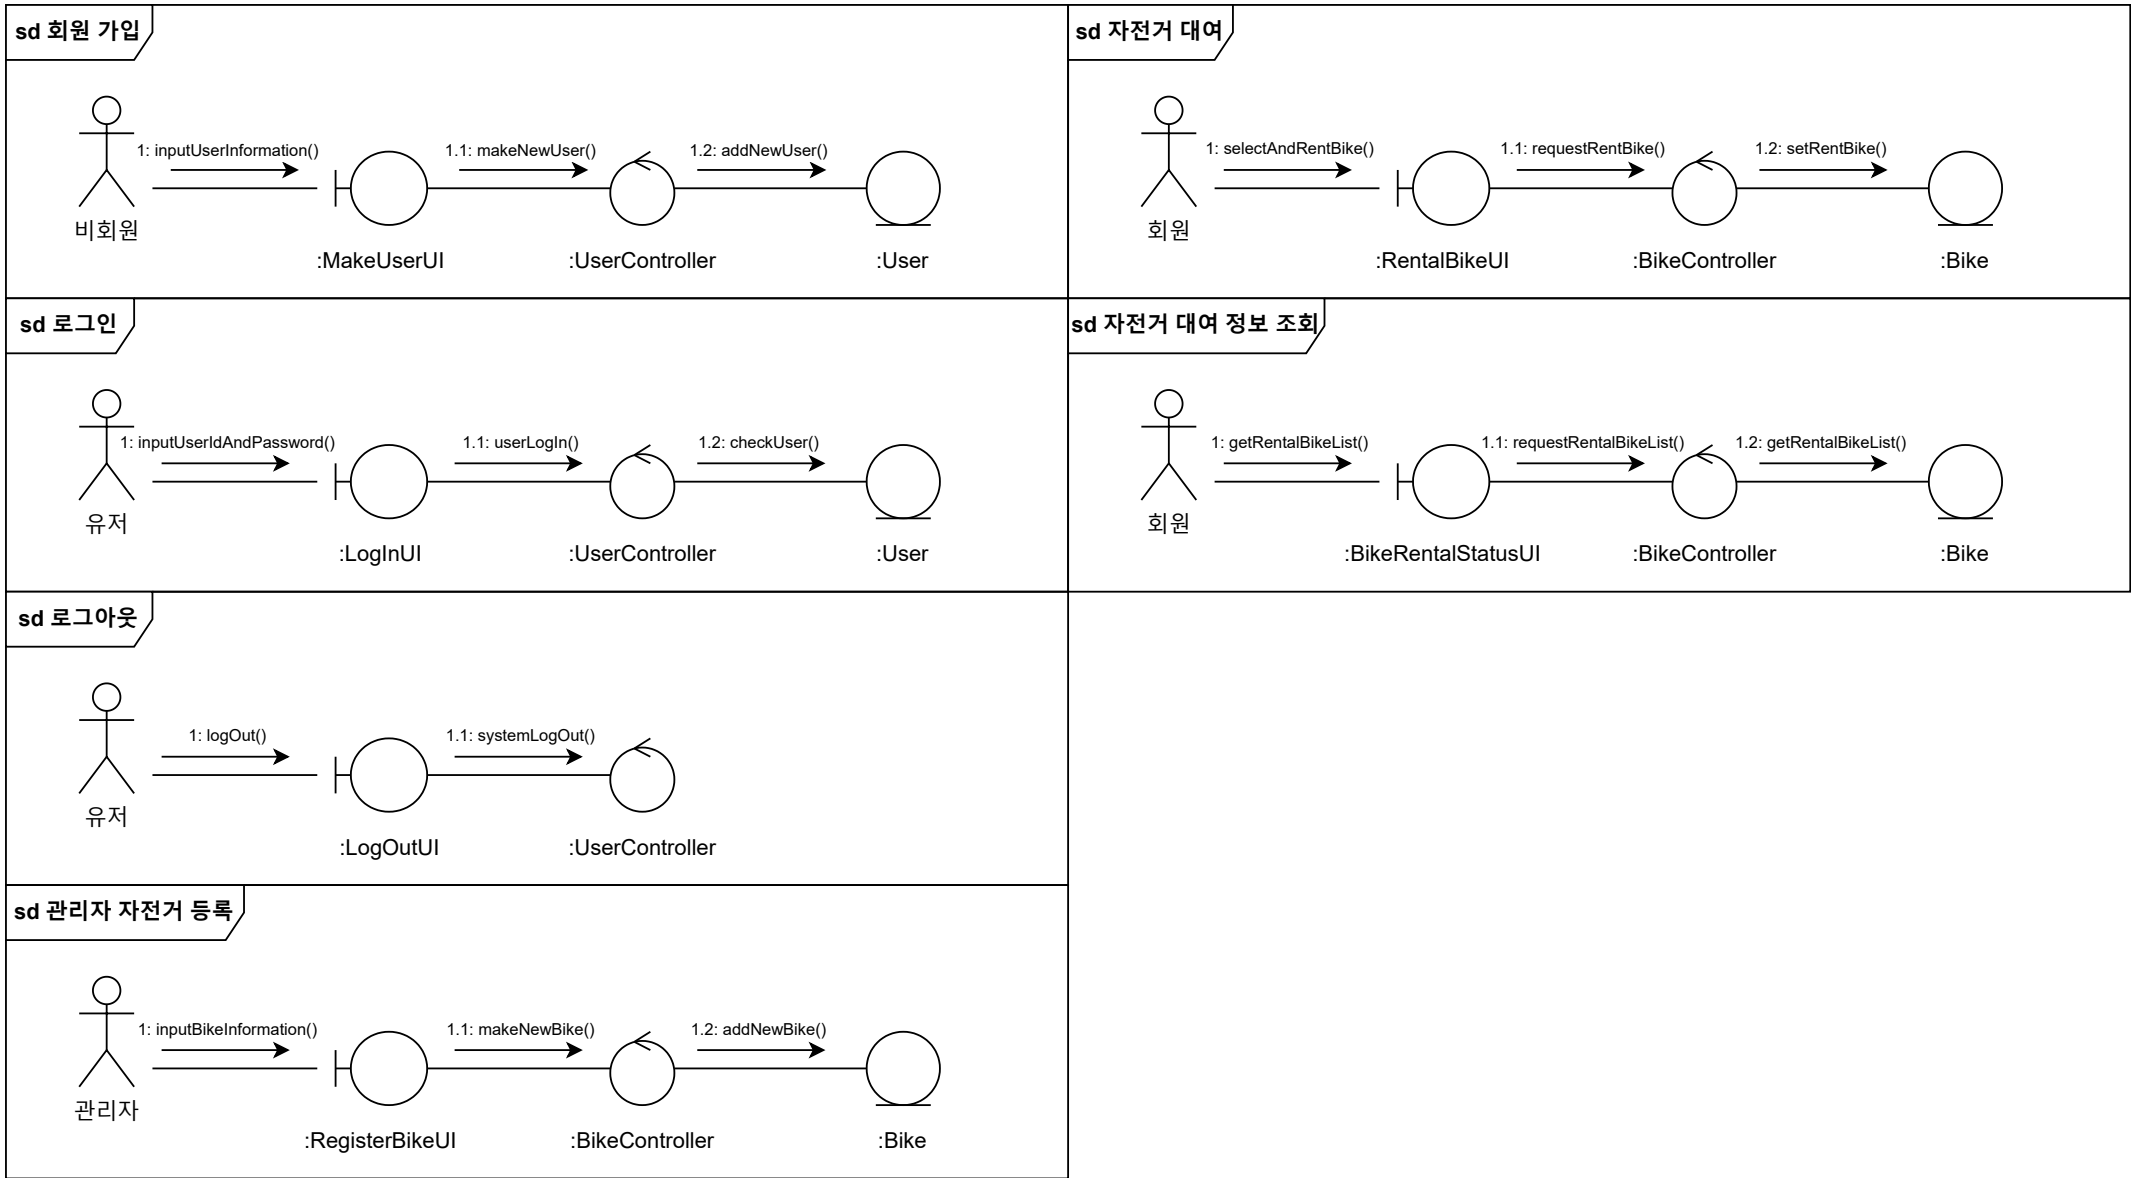 sd 회원 가입
1: inputUserInformation()
1.1: makeNewUser()
1.2: addNewUser()
비회원
:MakeUserUI
:UserController
:User
sd 자전거 대여
1: selectAndRentBike()
1.1: requestRentBike()
1.2: setRentBike()
회원
:RentalBikeUI
:BikeController
:Bike
sd 로그인
1: inputUserIdAndPassword()
1.1: userLogIn()
1.2: checkUser()
유저
:LogInUI
:UserController
:User
sd 자전거 대여 정보 조회
1: getRentalBikeList()
1.1: requestRentalBikeList()
1.2: getRentalBikeList()
회원
:BikeRentalStatusUI
:BikeController
:Bike
sd 로그아웃
1: logOut()
1.1: systemLogOut()
유저
:LogOutUI
:UserController
sd 관리자 자전거 등록
1: inputBikeInformation()
1.1: makeNewBike()
1.2: addNewBike()
관리자
:RegisterBikeUI
:BikeController
:Bike